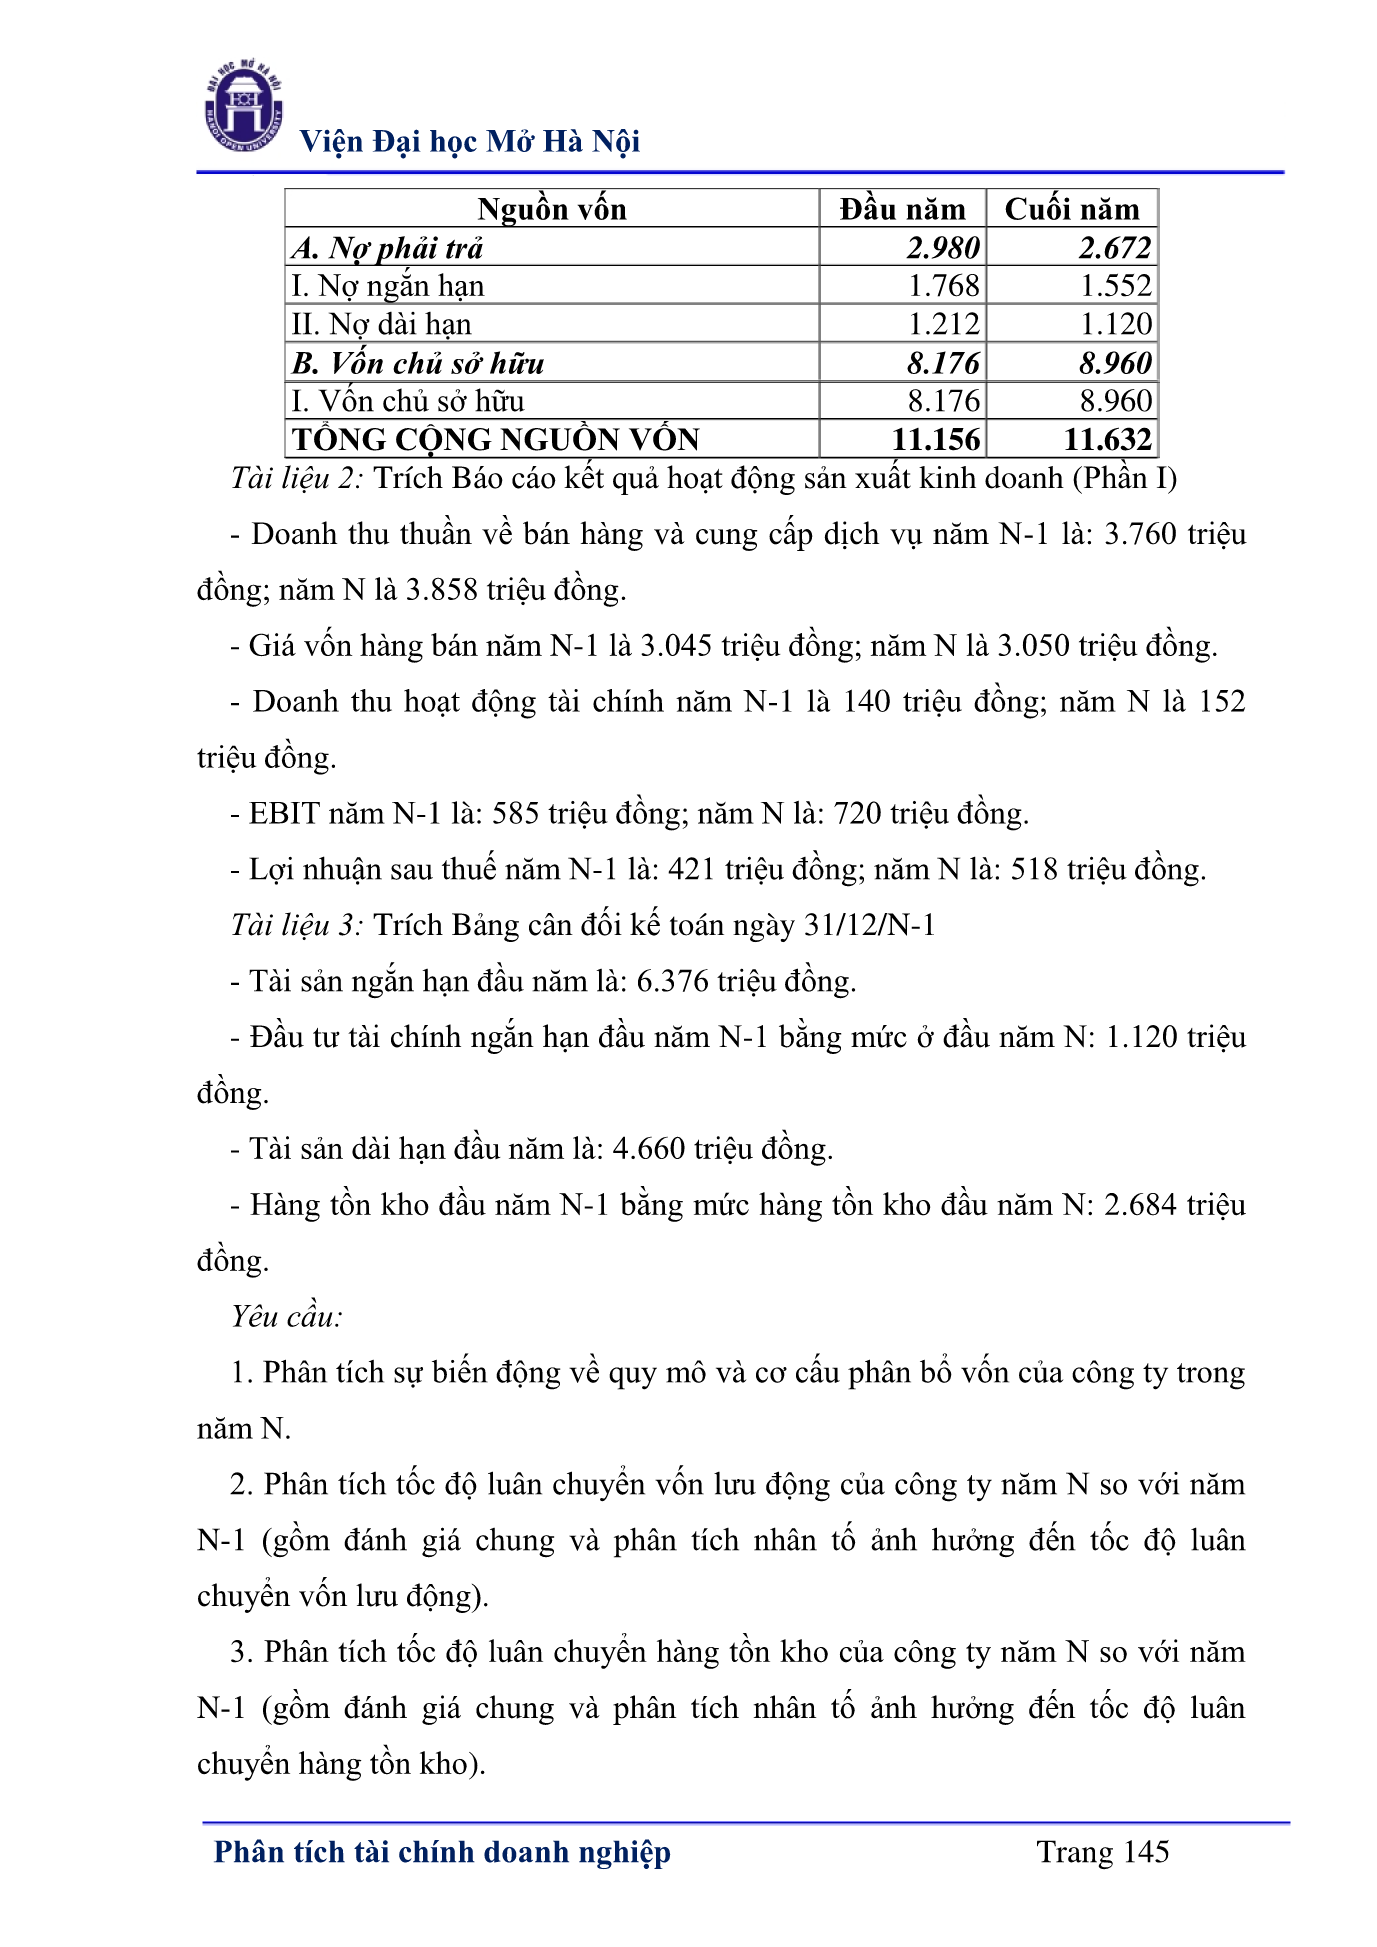 ĐẠI HỌC MỞ HÀ NỘI
HANOI OPEN UNIVERSITY
Viện Đại học Mở Hà Nội
Nguồn vốn Đầu năm Cuối năm
A. Nợ phải trả 2.980 2.672
I. Nợ ngắn hạn 1.768 1.552
II. Nợ dài hạn 1.212 1.120
B. Vốn chủ sở hữu 8.176 8.960
I. Vốn chủ sở hữu 8.176 8.960
TỔNG CỘNG NGUỒN VỐN 11.156 11.632
Tài liệu 2: Trích Báo cáo kết quả hoạt động sản xuất kinh doanh (Phần I)
- Doanh thu thuần về bán hàng và cung cấp dịch vụ năm N-1 là: 3.760 triệu
đồng; năm N là 3.858 triệu đồng.
- Giá vốn hàng bán năm N-1 là 3.045 triệu đồng; năm N là 3.050 triệu đồng.
- Doanh thu hoạt động tài chính năm N-1 là 140 triệu đồng; năm N là 152
triệu đồng.
- EBIT năm N-1 là: 585 triệu đồng; năm N là: 720 triệu đồng.
- Lợi nhuận sau thuế năm N-1 là: 421 triệu đồng; năm N là: 518 triệu đồng.
Tài liệu 3: Trích Bảng cân đối kế toán ngày 31/12/N-1
- Tài sản ngắn hạn đầu năm là: 6.376 triệu đồng.
- Đầu tư tài chính ngắn hạn đầu năm N-1 bằng mức ở đầu năm N: 1.120 triệu
đồng.
- Tài sản dài hạn đầu năm là: 4.660 triệu đồng.
- Hàng tồn kho đầu năm N-1 bằng mức hàng tồn kho đầu năm N: 2.684 triệu
đồng.
Yêu cầu:
1. Phân tích sự biến động về quy mô và cơ cấu phân bổ vốn của công ty trong
năm N.
2. Phân tích tốc độ luân chuyển vốn lưu động của công ty năm N so với năm
N-1 (gồm đánh giá chung và phân tích nhân tố ảnh hưởng đến tốc độ luân
chuyển vốn lưu động).
3. Phân tích tốc độ luân chuyển hàng tồn kho của công ty năm N so với năm
N-1 (gồm đánh giá chung và phân tích nhân tố ảnh hưởng đến tốc độ luân
chuyển hàng tồn kho).
Phân tích tài chính doanh nghiệp Trang 145